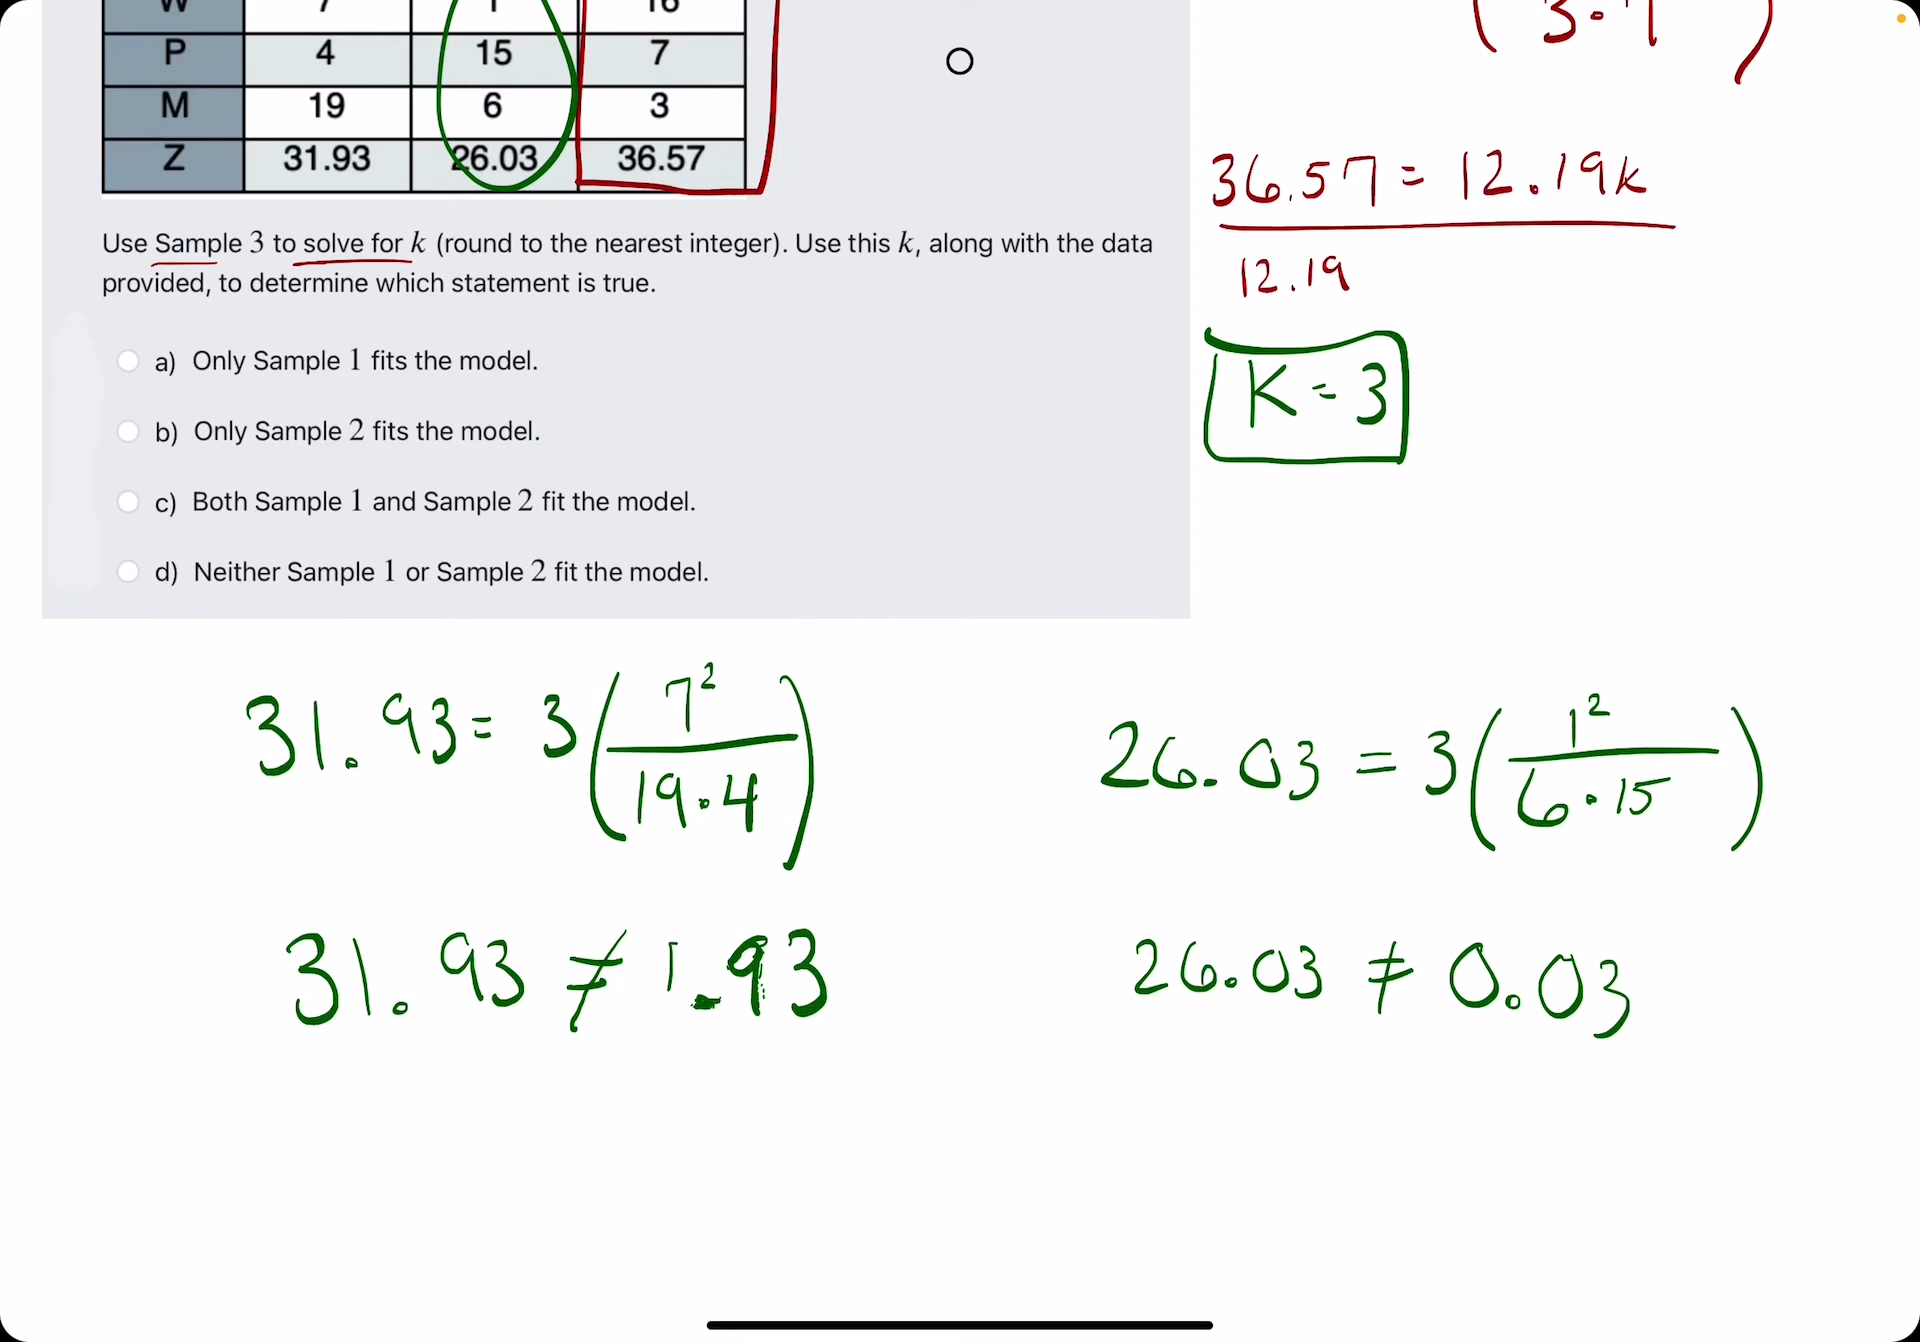 W 7 1 16
P 4 15 7
M 19 6 3
Z 31.93 26.03 36.57
Use Sample 3 to solve for k (round to the nearest integer). Use this k, along with the data
provided, to determine which statement is true.
a) Only Sample 1 fits the model.
b) Only Sample 2 fits the model.
c) Both Sample 1 and Sample 2 fit the model.
d) Neither Sample 1 or Sample 2 fit the model.
( 3·7 )
36.57 = 12.19k
12.19
K = 3
31.93 = 3(7²/19·4)
31.93 ≠ 1.93
26.03 = 3(1²/6·15)
26.03 ≠ 0.03